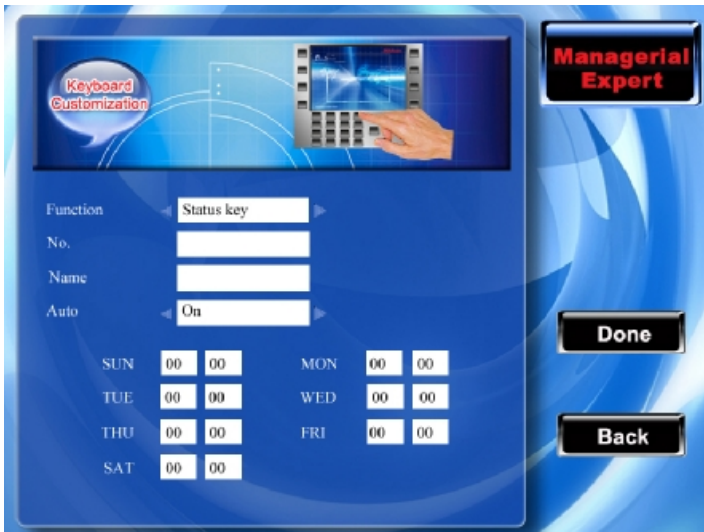 Keyboard
Customization
Managerial
Expert
Function Status key
No.
Name
Auto On
SUN 00 00 MON 00 00
TUE 00 00 WED 00 00
THU 00 00 FRI 00 00
SAT 00 00
Done
Back